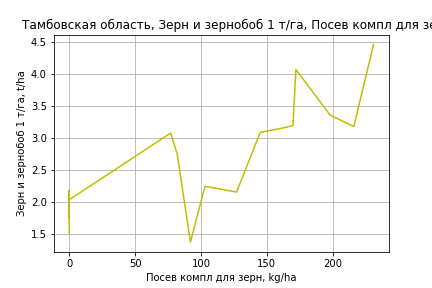 Тамбовская область, Зерн и зернобоб 1 т/га, Посев компл для зе
4.5
4.0
3.5
3.0
2.5
2.0
1.5
Зерн и зернобоб 1 т/га, t/ha
0 50 100 150 200
Посев компл для зерн, kg/ha